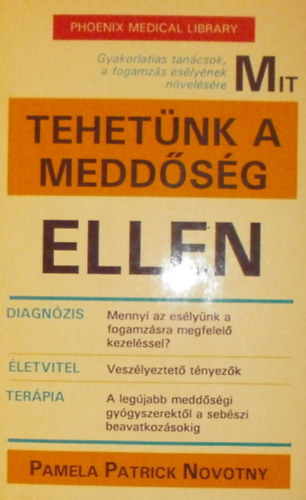 PHOENIX MEDICAL LIBRARY
Gyakorlatias tanácsok,
a fogamzás esélyének
növelésére
MIT
TEHETÜNK A
MEDDŐSÉG
ELLEN
DIAGNÓZIS Mennyi az esélyünk a
fogamzásra megfelelő
kezeléssel?
ÉLETVITEL Veszélyeztető tényezők
TERÁPIA A legújabb meddőségi
gyógyszerektől a sebészi
beavatkozásokig
PAMELA PATRICK NOVOTNY